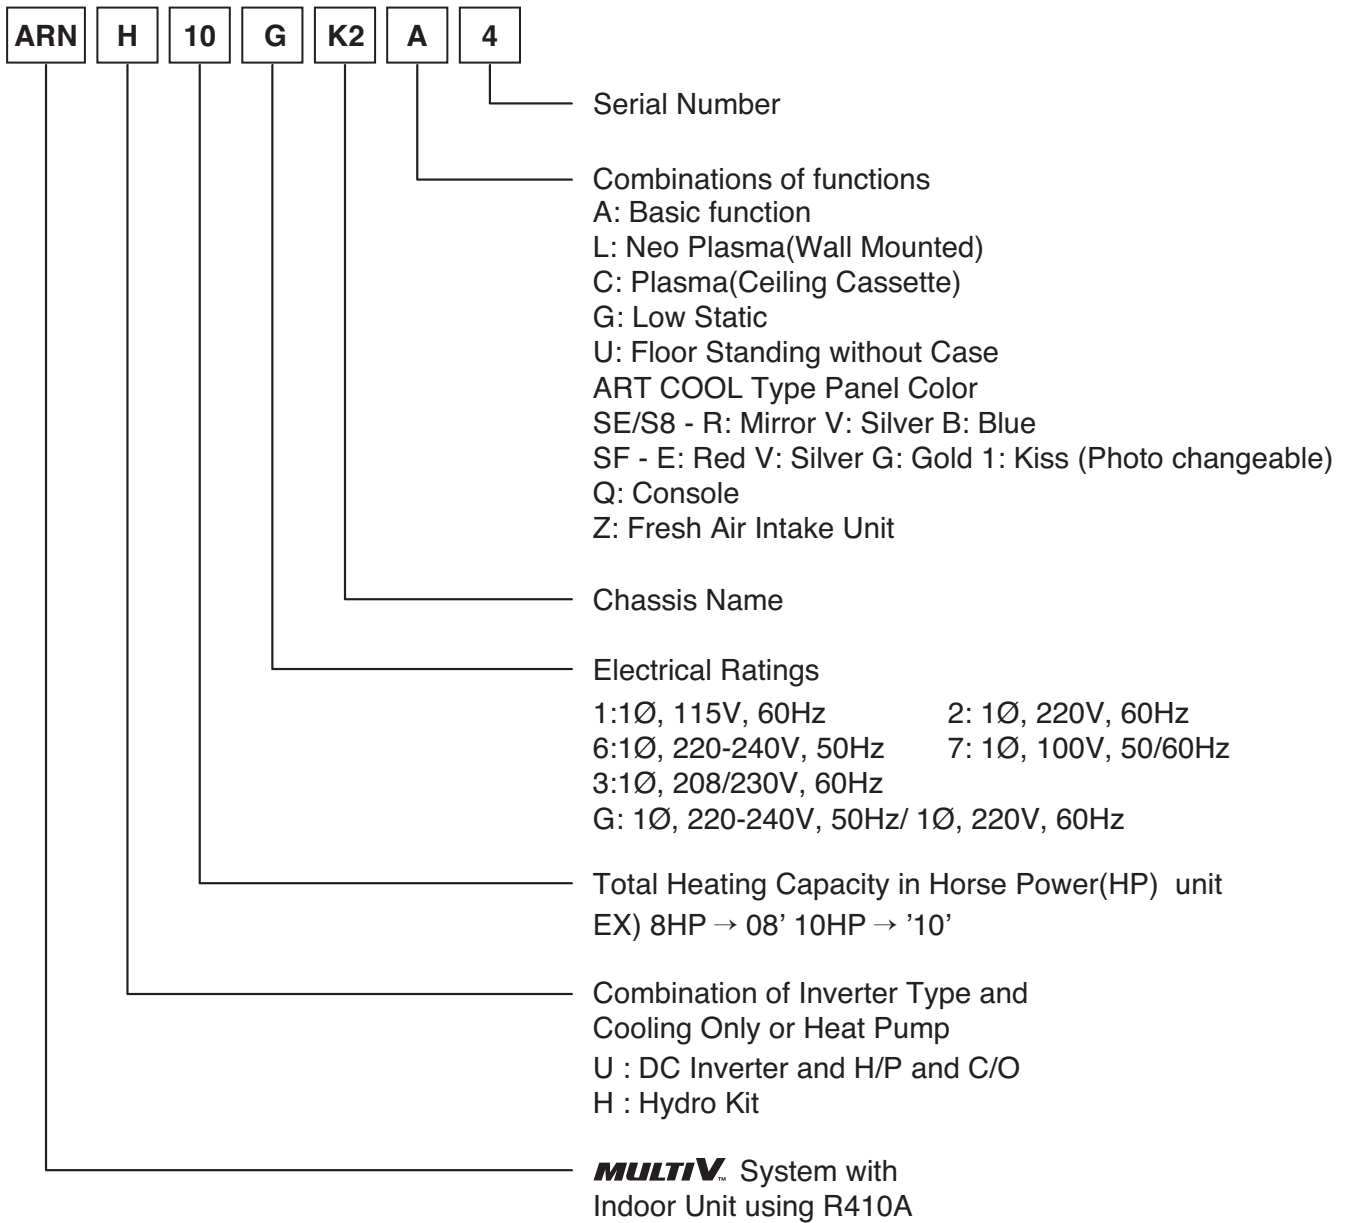 ARN H 10 G K2 A 4
Serial Number
Combinations of functions
A: Basic function
L: Neo Plasma(Wall Mounted)
C: Plasma(Ceiling Cassette)
G: Low Static
U: Floor Standing without Case
ART COOL Type Panel Color
SE/S8 - R: Mirror V: Silver B: Blue
SF - E: Red V: Silver G: Gold 1: Kiss (Photo changeable)
Q: Console
Z: Fresh Air Intake Unit
Chassis Name
Electrical Ratings
1:1Ø, 115V, 60Hz 2: 1Ø, 220V, 60Hz
6:1Ø, 220-240V, 50Hz 7: 1Ø, 100V, 50/60Hz
3:1Ø, 208/230V, 60Hz
G: 1Ø, 220-240V, 50Hz/ 1Ø, 220V, 60Hz
Total Heating Capacity in Horse Power(HP) unit
EX) 8HP → 08’ 10HP → ’10’
Combination of Inverter Type and
Cooling Only or Heat Pump
U : DC Inverter and H/P and C/O
H : Hydro Kit
MULTI V™ System with
Indoor Unit using R410A